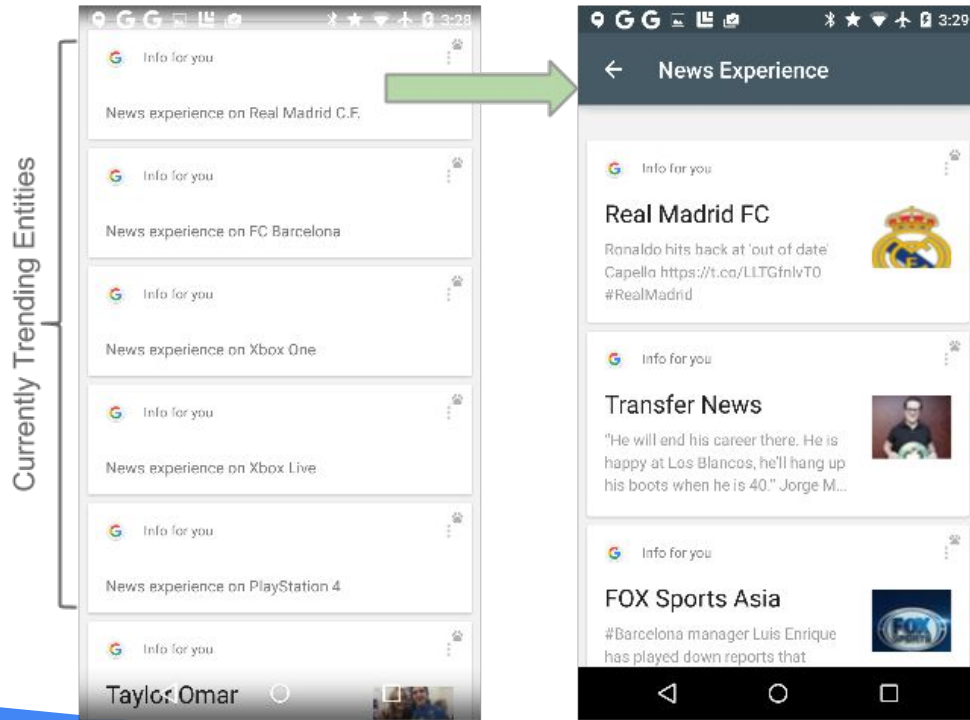 Currently Trending Entities
3:28
Info for you
News experience on Real Madrid C.F.
Info for you
News experience on FC Barcelona
Info for you
News experience on Xbox One
Info for you
News experience on Xbox Live
Info for you
News experience on PlayStation 4
Info for you
Taylor Omar
3:29
News Experience
Info for you
Real Madrid FC
Ronaldo hits back at 'out of date'
Capello https://t.co/LLTGfnlvT0
#RealMadrid
Info for you
Transfer News
"He will end his career there. He is
happy at Los Blancos, he'll hang up
his boots when he is 40." Jorge M...
Info for you
FOX Sports Asia
#Barcelona manager Luis Enrique
has played down reports that
FOX
SPORTS